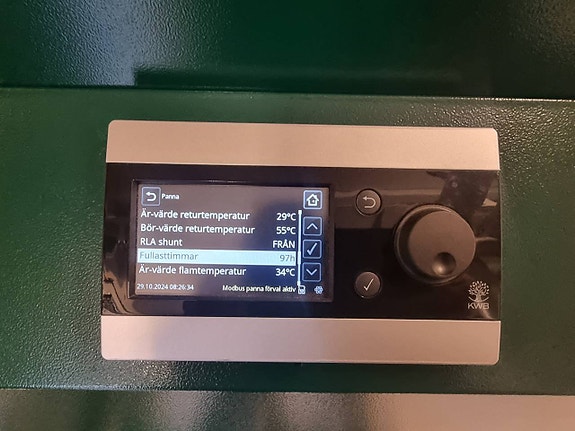 Panna
Är-värde returtemperatur 29°C
Bör-värde returtemperatur 55°C
RLA shunt FRÅN
Fullasttimmar 97h
Är-värde flamtemperatur 34°C
29.10.2024 08:26:34 Modbus panna förval aktiv
KWB